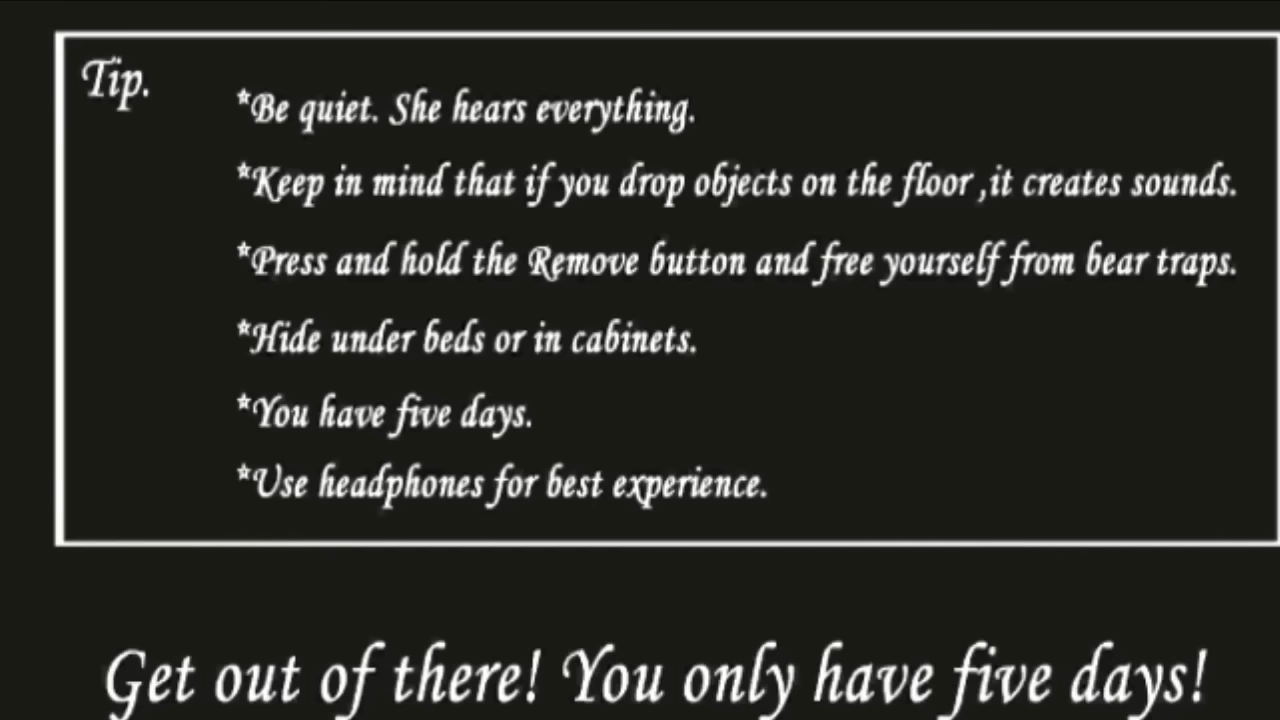 Tip.
*Be quiet. She hears everything.
*Keep in mind that if you drop objects on the floor ,it creates sounds.
*Press and hold the Remove button and free yourself from bear traps.
*Hide under beds or in cabinets.
*You have five days.
*Use headphones for best experience.
Get out of there! You only have five days!